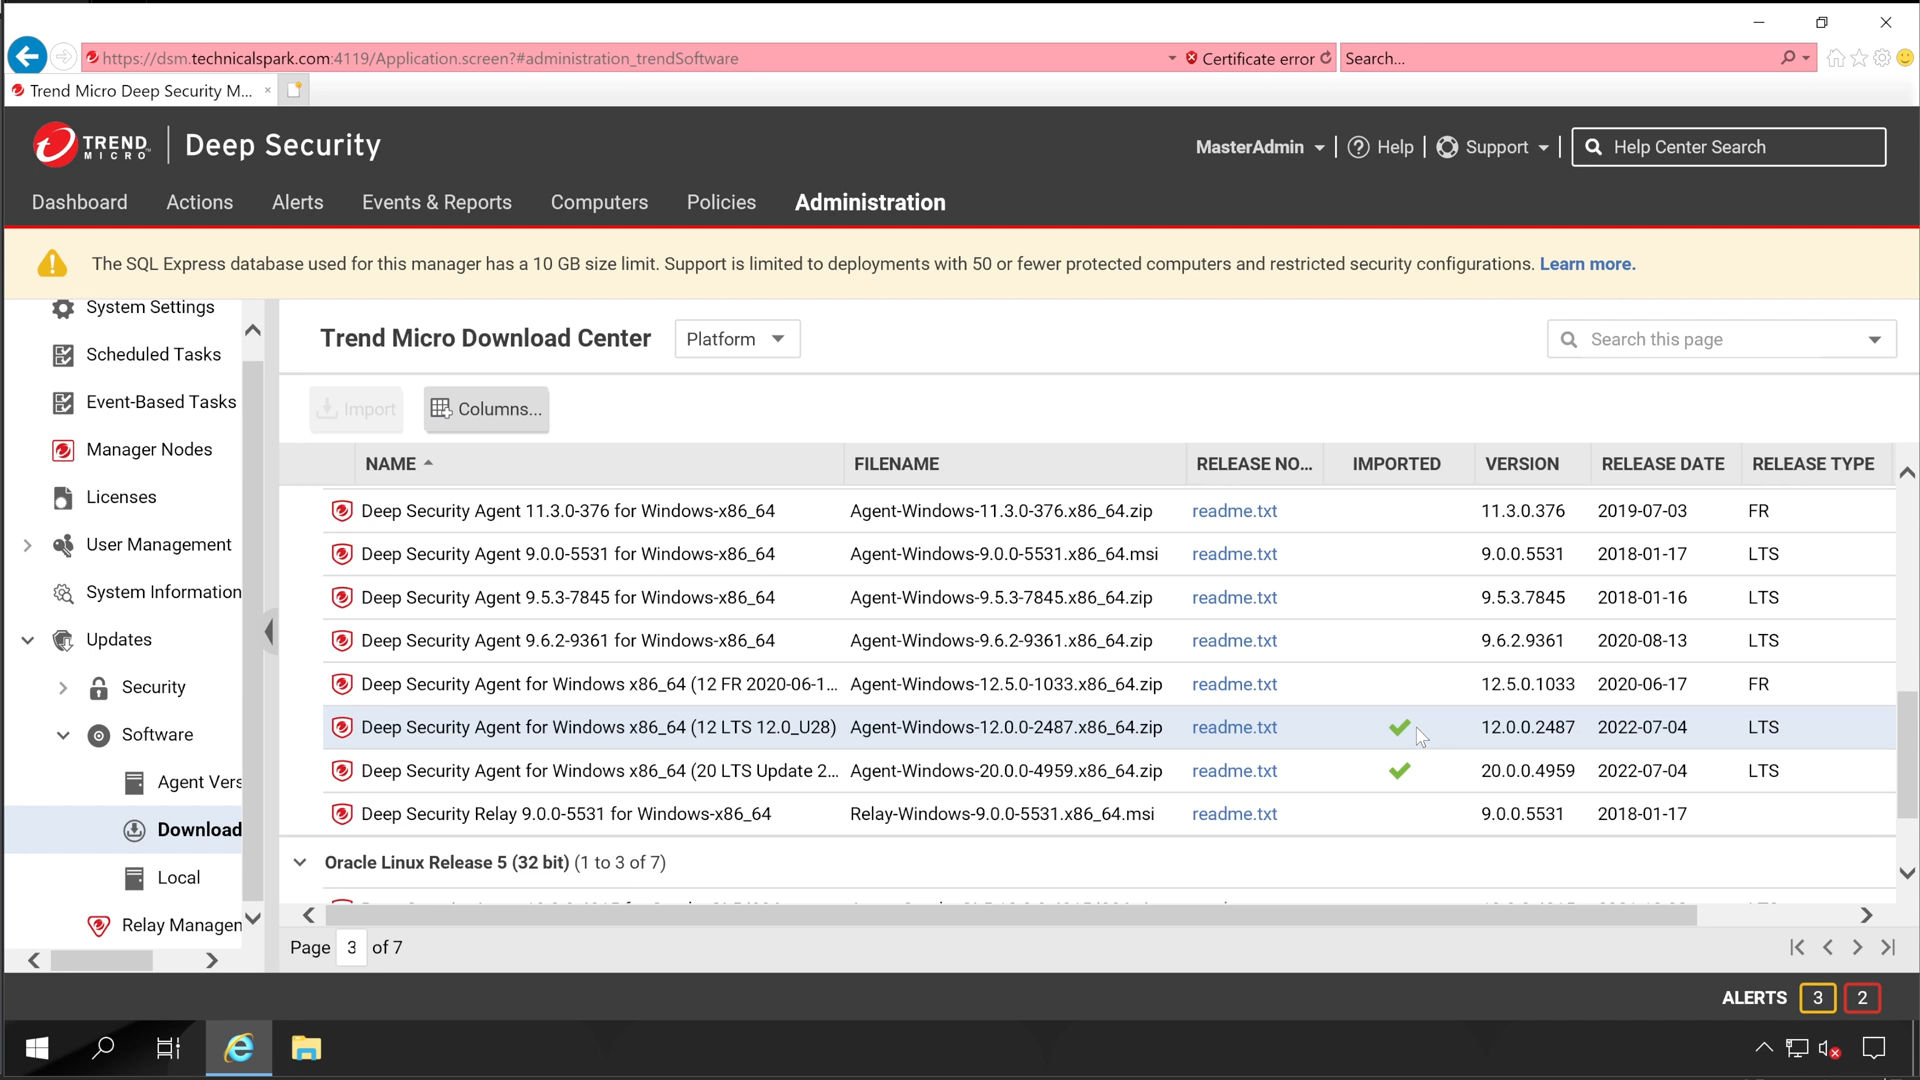 https://dsm.technicalspark.com:4119/Application.screen?#administration_trendSoftware
Certificate error
Search...
Trend Micro Deep Security M...
TREND MICRO
Deep Security
MasterAdmin
Help
Support
Help Center Search
Dashboard
Actions
Alerts
Events & Reports
Computers
Policies
Administration
The SQL Express database used for this manager has a 10 GB size limit. Support is limited to deployments with 50 or fewer protected computers and restricted security configurations. Learn more.
System Settings
Scheduled Tasks
Event-Based Tasks
Manager Nodes
Licenses
User Management
System Information
Updates
Security
Software
Agent Vers
Download
Local
Relay Managen
Trend Micro Download Center
Platform
Search this page
Import
Columns...
NAME FILENAME RELEASE NO... IMPORTED VERSION RELEASE DATE RELEASE TYPE
Deep Security Agent 11.3.0-376 for Windows-x86_64 Agent-Windows-11.3.0-376.x86_64.zip readme.txt 11.3.0.376 2019-07-03 FR
Deep Security Agent 9.0.0-5531 for Windows-x86_64 Agent-Windows-9.0.0-5531.x86_64.msi readme.txt 9.0.0.5531 2018-01-17 LTS
Deep Security Agent 9.5.3-7845 for Windows-x86_64 Agent-Windows-9.5.3-7845.x86_64.zip readme.txt 9.5.3.7845 2018-01-16 LTS
Deep Security Agent 9.6.2-9361 for Windows-x86_64 Agent-Windows-9.6.2-9361.x86_64.zip readme.txt 9.6.2.9361 2020-08-13 LTS
Deep Security Agent for Windows x86_64 (12 FR 2020-06-1... Agent-Windows-12.5.0-1033.x86_64.zip readme.txt 12.5.0.1033 2020-06-17 FR
Deep Security Agent for Windows x86_64 (12 LTS 12.0_U28) Agent-Windows-12.0.0-2487.x86_64.zip readme.txt 12.0.0.2487 2022-07-04 LTS
Deep Security Agent for Windows x86_64 (20 LTS Update 2... Agent-Windows-20.0.0-4959.x86_64.zip readme.txt 20.0.0.4959 2022-07-04 LTS
Deep Security Relay 9.0.0-5531 for Windows-x86_64 Relay-Windows-9.0.0-5531.x86_64.msi readme.txt 9.0.0.5531 2018-01-17
Oracle Linux Release 5 (32 bit) (1 to 3 of 7)
Page 3 of 7
ALERTS 3 2